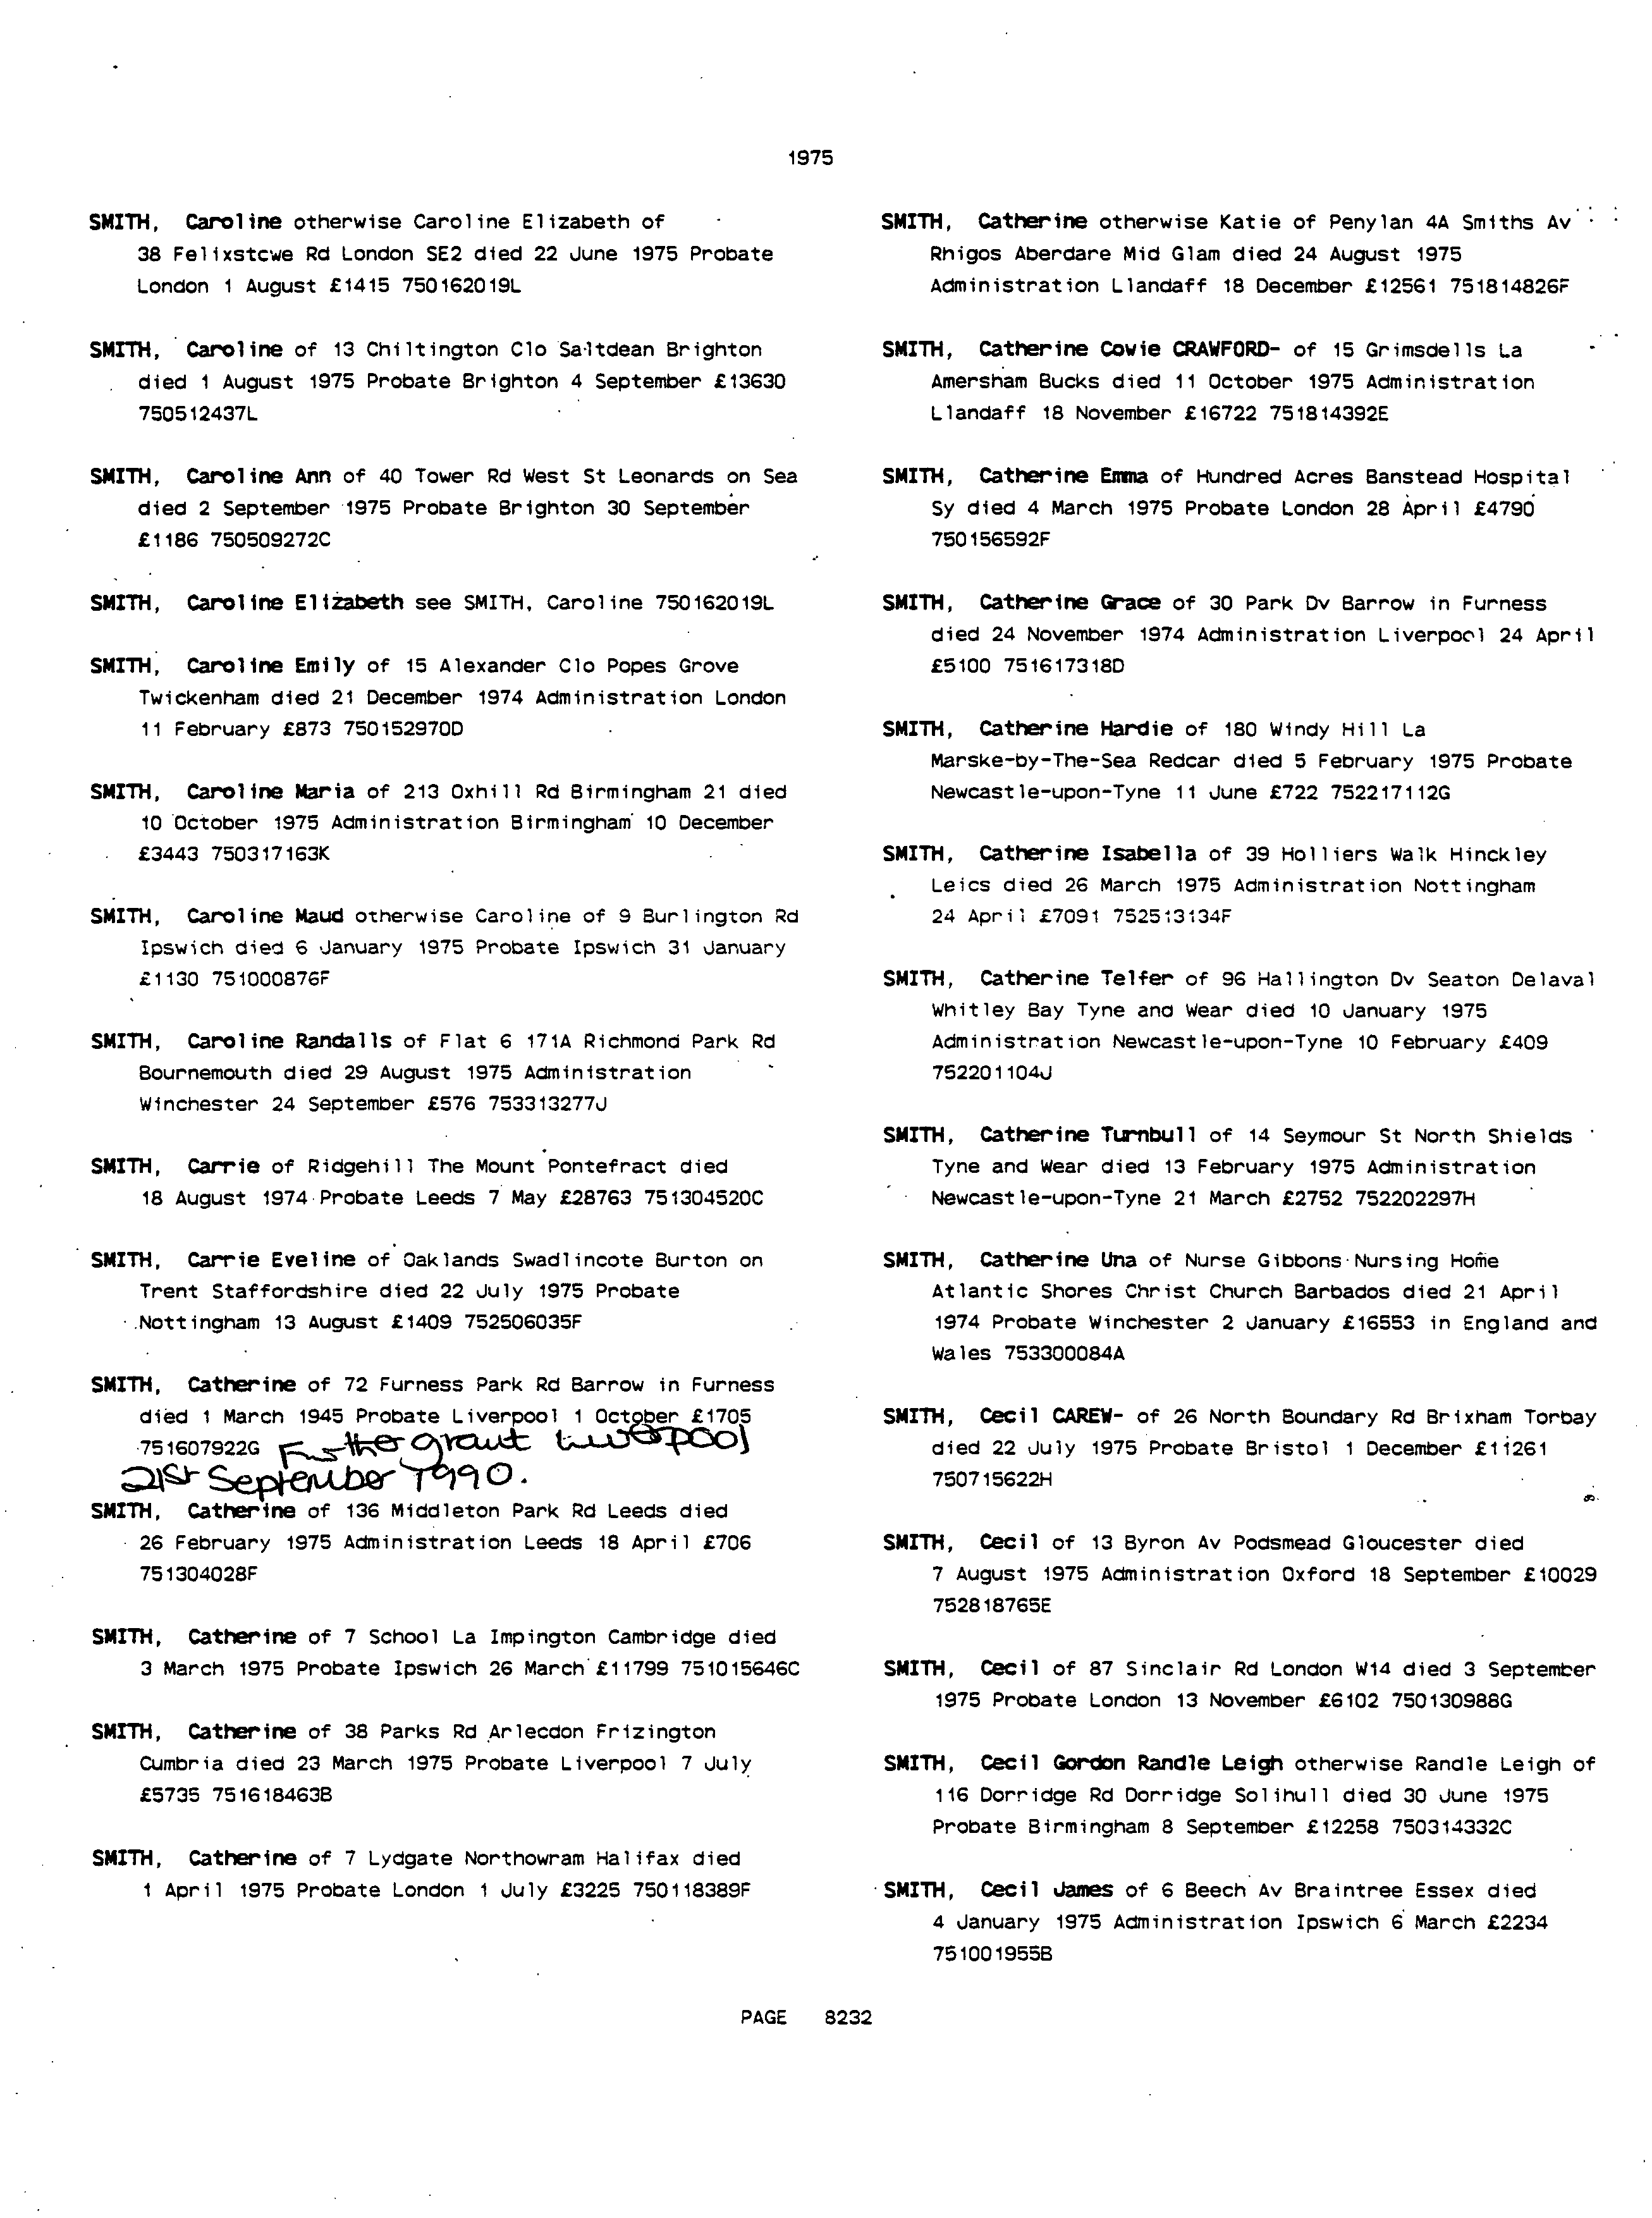 1975
SMITH, Caroline otherwise Caroline Elizabeth of
38 Felixstcwe Rd London SE2 died 22 June 1975 Probate
London 1 August £1415 750162019L
SMITH, Caroline of 13 Chiltington Clo Saltdean Brighton
died 1 August 1975 Probate Brighton 4 September £13630
750512437L
SMITH, Caroline Ann of 40 Tower Rd West St Leonards on Sea
died 2 September 1975 Probate Brighton 30 September
£1186 750509272C
SMITH, Caroline Elizabeth see SMITH, Caroline 750162019L
SMITH, Caroline Emily of 15 Alexander Clo Popes Grove
Twickenham died 21 December 1974 Administration London
11 February £873 750152970D
SMITH, Caroline Maria of 213 Oxhill Rd Birmingham 21 died
10 October 1975 Administration Birmingham 10 December
£3443 750317163K
SMITH, Caroline Maud otherwise Caroline of 9 Burlington Rd
Ipswich died 6 January 1975 Probate Ipswich 31 January
£1130 751000876F
SMITH, Caroline Randalls of Flat 6 171A Richmond Park Rd
Bournemouth died 29 August 1975 Administration
Winchester 24 September £576 753313277J
SMITH, Carrie of Ridgehill The Mount Pontefract died
18 August 1974 Probate Leeds 7 May £28763 751304520C
SMITH, Carrie Eveline of Oaklands Swadlincote Burton on
Trent Staffordshire died 22 July 1975 Probate
Nottingham 13 August £1409 752506035F
SMITH, Catherine of 72 Furness Park Rd Barrow in Furness
died 1 March 1945 Probate Liverpool 1 October £1705
751607922G Further grant Liverpool
21st September 1990.
SMITH, Catherine of 136 Middleton Park Rd Leeds died
26 February 1975 Administration Leeds 18 April £706
751304028F
SMITH, Catherine of 7 School La Impington Cambridge died
3 March 1975 Probate Ipswich 26 March £11799 751015646C
SMITH, Catherine of 38 Parks Rd Arlecdon Frizington
Cumbria died 23 March 1975 Probate Liverpool 7 July
£5735 751618463B
SMITH, Catherine of 7 Lydgate Northowram Halifax died
1 April 1975 Probate London 1 July £3225 750118389F
SMITH, Catherine otherwise Katie of Penylan 4A Smiths Av
Rhigos Aberdare Mid Glam died 24 August 1975
Administration Llandaff 18 December £12561 751814826F
SMITH, Catherine Cowie CRAWFORD- of 15 Grimsdells La
Amersham Bucks died 11 October 1975 Administration
Llandaff 18 November £16722 751814392E
SMITH, Catherine Emma of Hundred Acres Banstead Hospital
Sy died 4 March 1975 Probate London 28 April £4790
750156592F
SMITH, Catherine Grace of 30 Park Dv Barrow in Furness
died 24 November 1974 Administration Liverpool 24 April
£5100 751617318D
SMITH, Catherine Hardie of 180 Windy Hill La
Marske-by-The-Sea Redcar died 5 February 1975 Probate
Newcastle-upon-Tyne 11 June £722 752217112G
SMITH, Catherine Isabella of 39 Holliers Walk Hinckley
Leics died 26 March 1975 Administration Nottingham
24 April £7091 752513134F
SMITH, Catherine Telfer of 96 Hallington Dv Seaton Delaval
Whitley Bay Tyne and Wear died 10 January 1975
Administration Newcastle-upon-Tyne 10 February £409
752201104J
SMITH, Catherine Turnbull of 14 Seymour St North Shields
Tyne and Wear died 13 February 1975 Administration
Newcastle-upon-Tyne 21 March £2752 752202297H
SMITH, Catherine Una of Nurse Gibbons Nursing Home
Atlantic Shores Christ Church Barbados died 21 April
1974 Probate Winchester 2 January £16553 in England and
Wales 753300084A
SMITH, Cecil CAREW- of 26 North Boundary Rd Brixham Torbay
died 22 July 1975 Probate Bristol 1 December £11261
750715622H
SMITH, Cecil of 13 Byron Av Podsmead Gloucester died
7 August 1975 Administration Oxford 18 September £10029
752818765E
SMITH, Cecil of 87 Sinclair Rd London W14 died 3 September
1975 Probate London 13 November £6102 750130988G
SMITH, Cecil Gordon Randle Leigh otherwise Randle Leigh of
116 Dorridge Rd Dorridge Solihull died 30 June 1975
Probate Birmingham 8 September £12258 750314332C
SMITH, Cecil James of 6 Beech Av Braintree Essex died
4 January 1975 Administration Ipswich 6 March £2234
751001955B
PAGE 8232